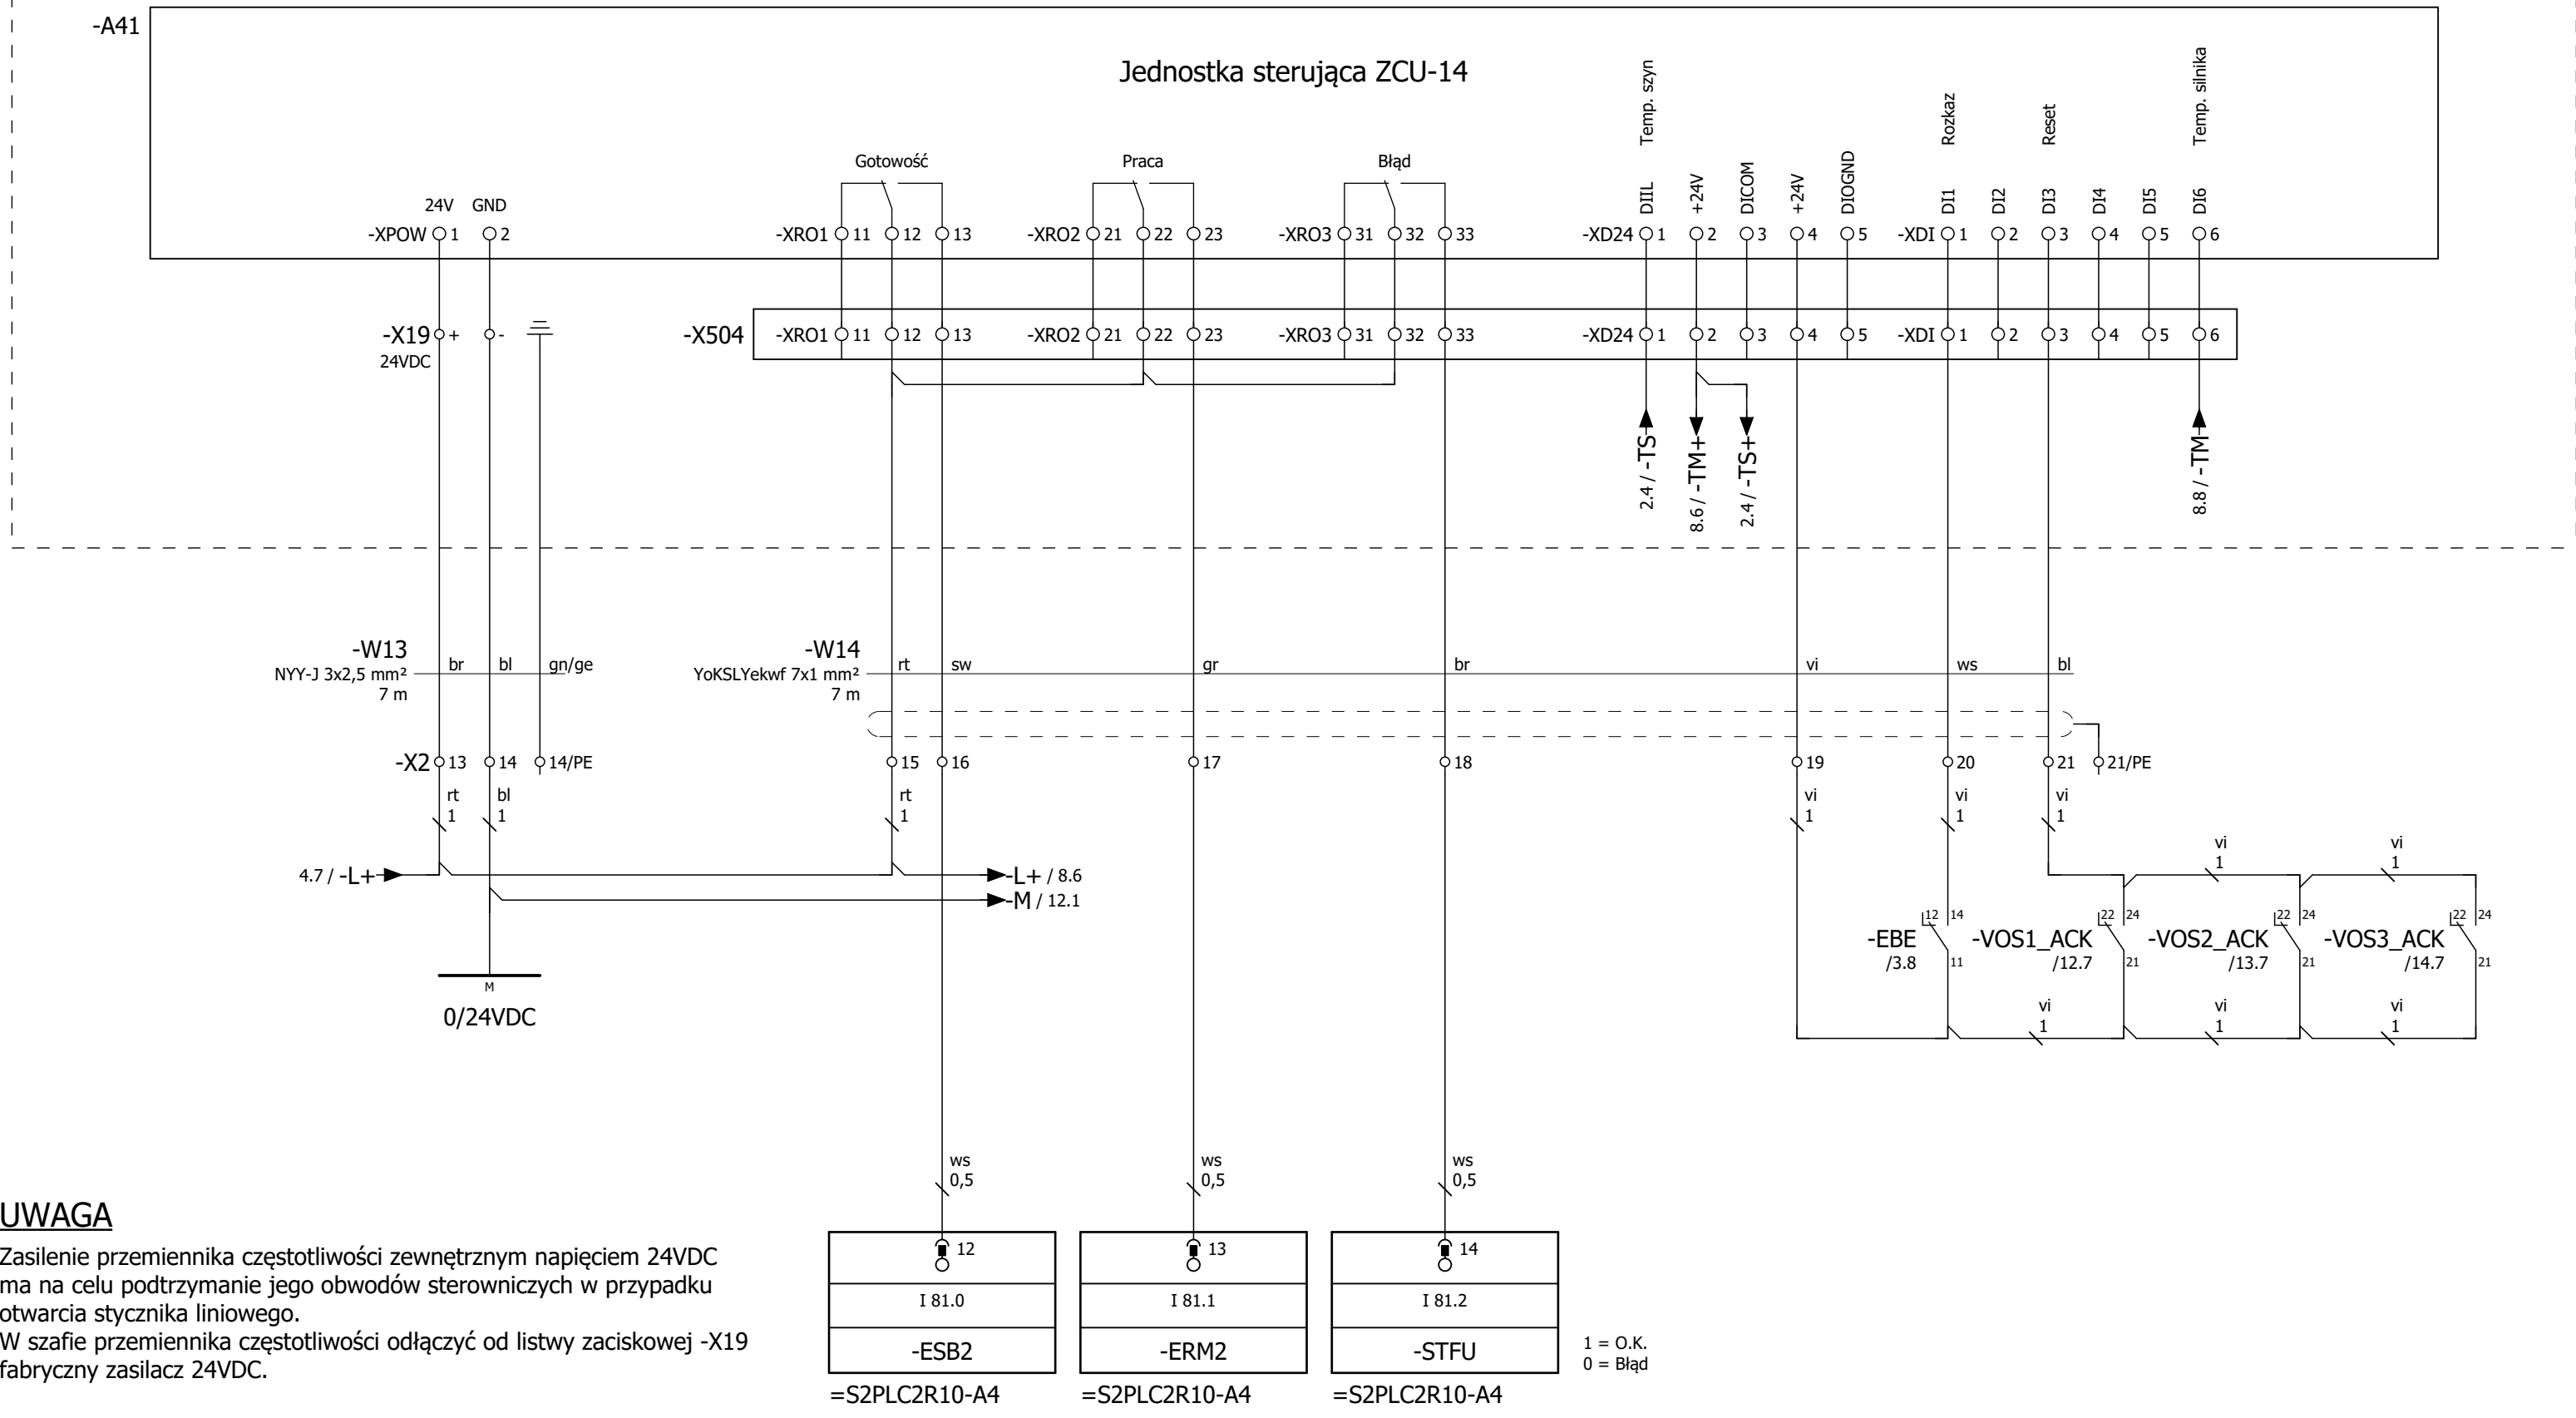 -A41
Jednostka sterująca ZCU-14
Temp. szyn
Rozkaz
Reset
Temp. silnika
Gotowość
Praca
Błąd
24V GND
DIIL +24V DICOM +24V DIOGND DI1 DI2 DI3 DI4 DI5 DI6
-XPOW 1 2 -XRO1 11 12 13 -XRO2 21 22 23 -XRO3 31 32 33 -XD24 1 2 3 4 5 -XDI 1 2 3 4 5 6
-X19 + -
24VDC
-X504 -XRO1 11 12 13 -XRO2 21 22 23 -XRO3 31 32 33 -XD24 1 2 3 4 5 -XDI 1 2 3 4 5 6
2.4 / -TS-
8.6 / -TM+
2.4 / -TS+
8.8 / -TM-
-W13
NYY-J 3x2,5 mm²
7 m
br bl gn/ge
-W14
YoKSLYekwf 7x1 mm²
7 m
rt sw gr br vi ws bl
-X2 13 14 14/PE 15 16 17 18 19 20 21 21/PE
rt bl rt vi vi vi
1 1 1 1 1 1
vi vi
1 1
4.7 / -L+
-L+ / 8.6
-M / 12.1
12 14 22 24 22 24 22 24
-EBE -VOS1_ACK -VOS2_ACK -VOS3_ACK
/3.8 11 /12.7 21 /13.7 21 /14.7 21
M
0/24VDC
vi vi vi
1 1 1
ws ws ws
0,5 0,5 0,5
UWAGA
Zasilenie przemiennika częstotliwości zewnętrznym napięciem 24VDC
ma na celu podtrzymanie jego obwodów sterowniczych w przypadku
otwarcia stycznika liniowego.
W szafie przemiennika częstotliwości odłączyć od listwy zaciskowej -X19
fabryczny zasilacz 24VDC.
12 13 14
I 81.0 I 81.1 I 81.2
-ESB2 -ERM2 -STFU
1 = O.K.
0 = Błąd
=S2PLC2R10-A4 =S2PLC2R10-A4 =S2PLC2R10-A4